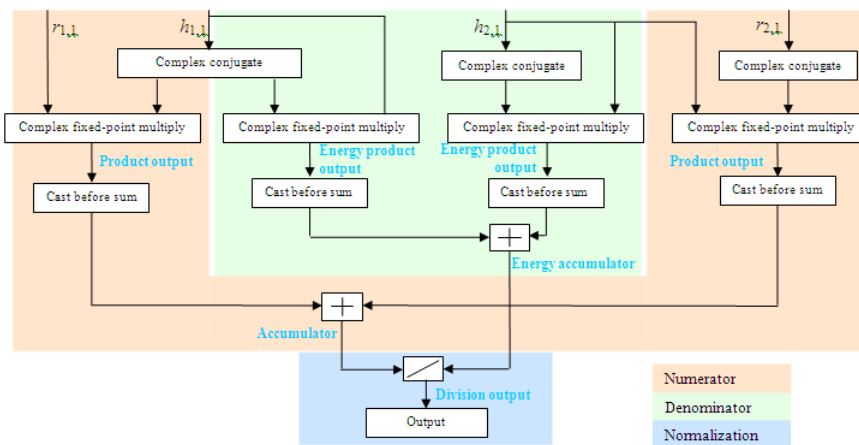 r1,1 h1,1 h2,1 r2,1
Complex conjugate
Complex conjugate
Complex conjugate
Complex fixed-point multiply
Complex fixed-point multiply
Complex fixed-point multiply
Complex fixed-point multiply
Product output
Energy product
output
Energy product
output
Product output
Cast before sum
Cast before sum
Cast before sum
Cast before sum
+
Energy accumulator
+
Accumulator
Division output
Output
Numerator
Denominator
Normalization